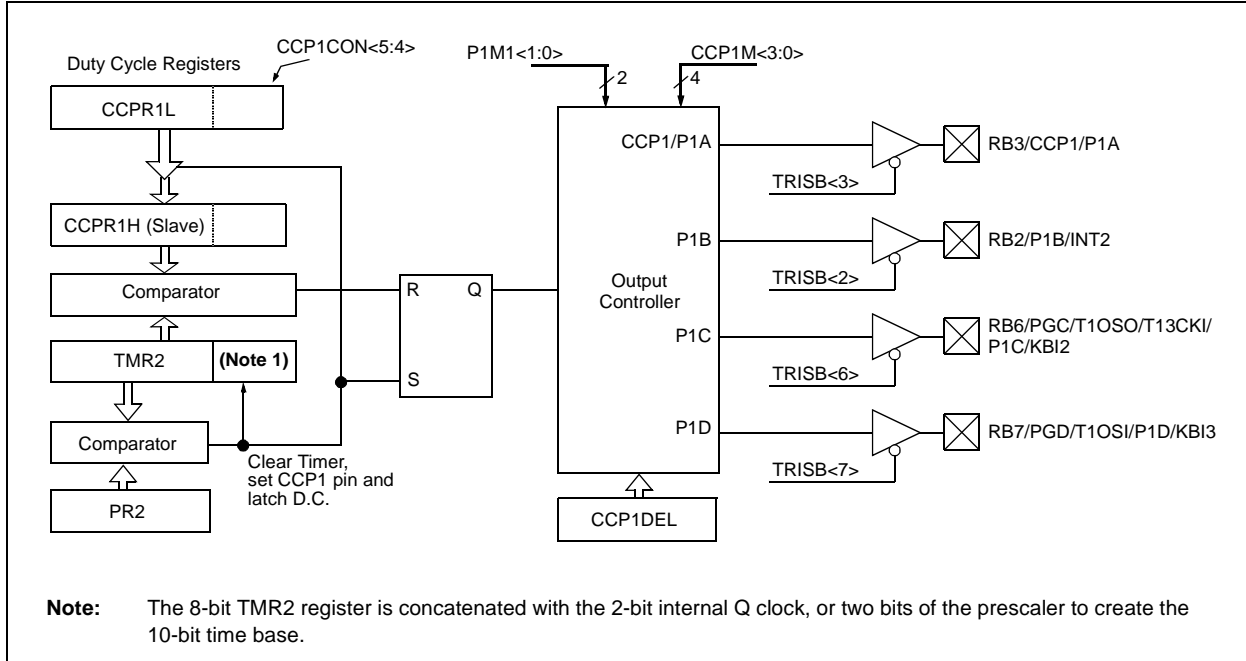 CCP1CON<5:4>
Duty Cycle Registers
CCPR1L
CCPR1H (Slave)
Comparator
TMR2
(Note 1)
Comparator
PR2
Clear Timer,
set CCP1 pin and
latch D.C.
R
Q
S
P1M1<1:0>
2
CCP1M<3:0>
4
Output
Controller
CCP1/P1A
P1B
P1C
P1D
CCP1DEL
TRISB<3>
RB3/CCP1/P1A
TRISB<2>
RB2/P1B/INT2
TRISB<6>
RB6/PGC/T1OSO/T13CKI/
P1C/KBI2
TRISB<7>
RB7/PGD/T1OSI/P1D/KBI3
Note: The 8-bit TMR2 register is concatenated with the 2-bit internal Q clock, or two bits of the prescaler to create the
10-bit time base.